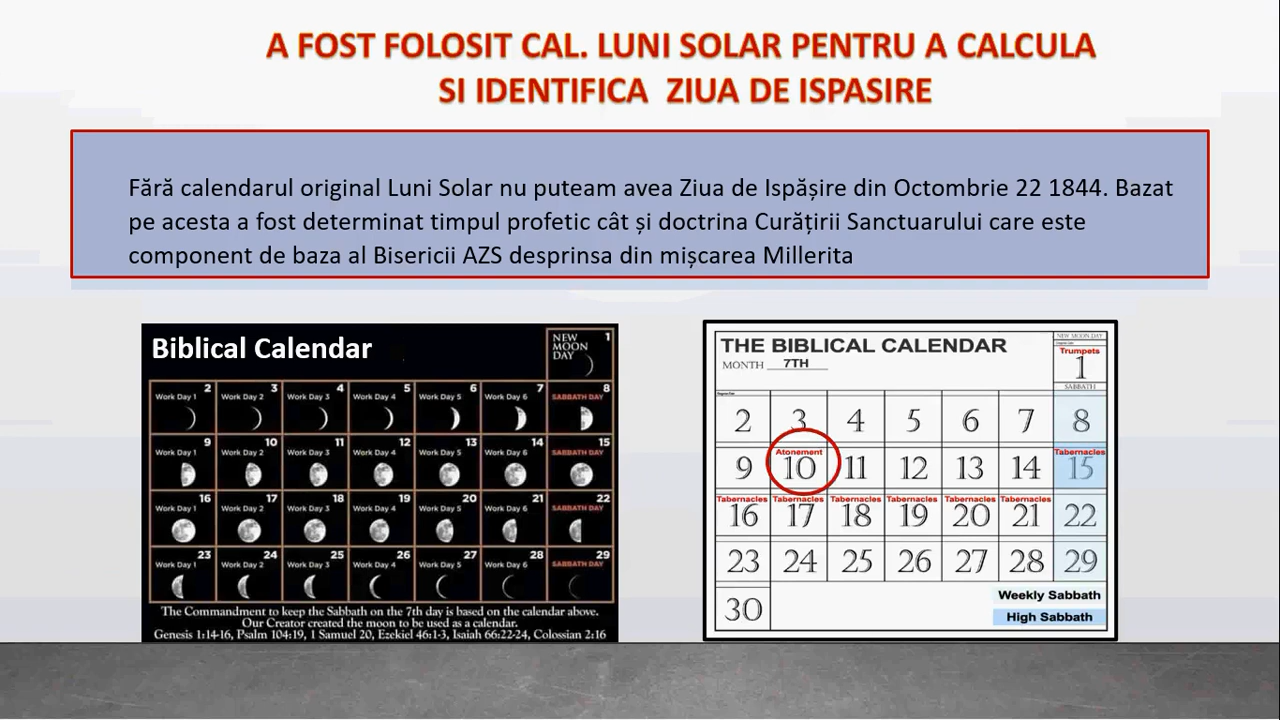 A FOST FOLOSIT CAL. LUNI SOLAR PENTRU A CALCULA
SI IDENTIFICA ZIUA DE ISPASIRE
Fără calendarul original Luni Solar nu puteam avea Ziua de Ispășire din Octombrie 22 1844. Bazat
pe acesta a fost determinat timpul profetic cât și doctrina Curățirii Sanctuarului care este
component de baza al Bisericii AZS desprinsa din mișcarea Millerita
Biblical Calendar
NEW MOON DAY 1
2 3 4 5 6 7 8
Work Day 1 Work Day 2 Work Day 3 Work Day 4 Work Day 5 Work Day 6 SABBATH DAY
9 10 11 12 13 14 15
Work Day 1 Work Day 2 Work Day 3 Work Day 4 Work Day 5 Work Day 6 SABBATH DAY
16 17 18 19 20 21 22
Work Day 1 Work Day 2 Work Day 3 Work Day 4 Work Day 5 Work Day 6 SABBATH DAY
23 24 25 26 27 28 29
Work Day 1 Work Day 2 Work Day 3 Work Day 4 Work Day 5 Work Day 6 SABBATH DAY
The Commandment to keep the Sabbath on the 7th day is based on the calendar above.
Our Creator created the moon to be used as a calendar.
Genesis 1:14-16, Psalm 104:19, 1 Samuel 20, Ezekiel 46:1-3, Isaiah 66:22-24, Colossian 2:16
THE BIBLICAL CALENDAR
MONTH 7TH
NEW MOON DAY
Trumpets
1
SABBATH
2 3 4 5 6 7 8
Atonement Tabernacles
9 10 11 12 13 14 15
Tabernacles Tabernacles Tabernacles Tabernacles Tabernacles Tabernacles
16 17 18 19 20 21 22
23 24 25 26 27 28 29
30
Weekly Sabbath
High Sabbath